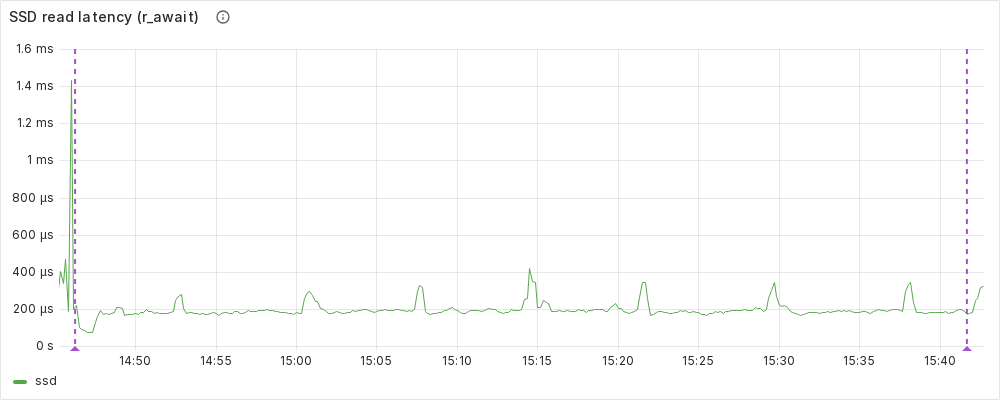 SSD read latency (r_await)
1.6 ms
1.4 ms
1.2 ms
1 ms
800 µs
600 µs
400 µs
200 µs
0 s
14:50 14:55 15:00 15:05 15:10 15:15 15:20 15:25 15:30 15:35 15:40
ssd